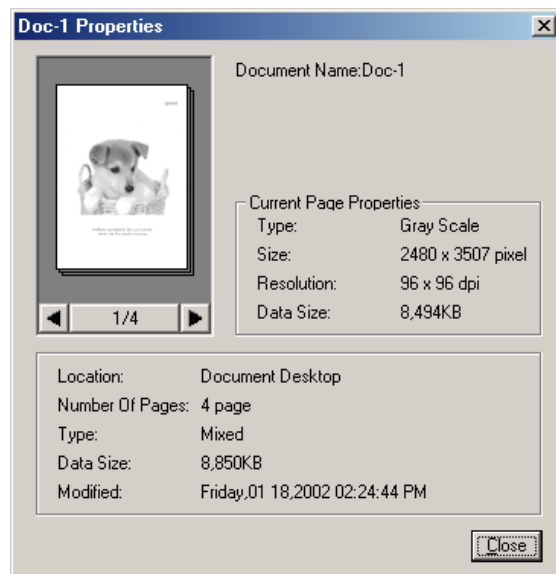 Doc-1 Properties
Document Name:Doc-1
1/4
Current Page Properties
Type: Gray Scale
Size: 2480 x 3507 pixel
Resolution: 96 x 96 dpi
Data Size: 8,494KB
Location: Document Desktop
Number Of Pages: 4 page
Type: Mixed
Data Size: 8,850KB
Modified: Friday,01 18,2002 02:24:44 PM
Close